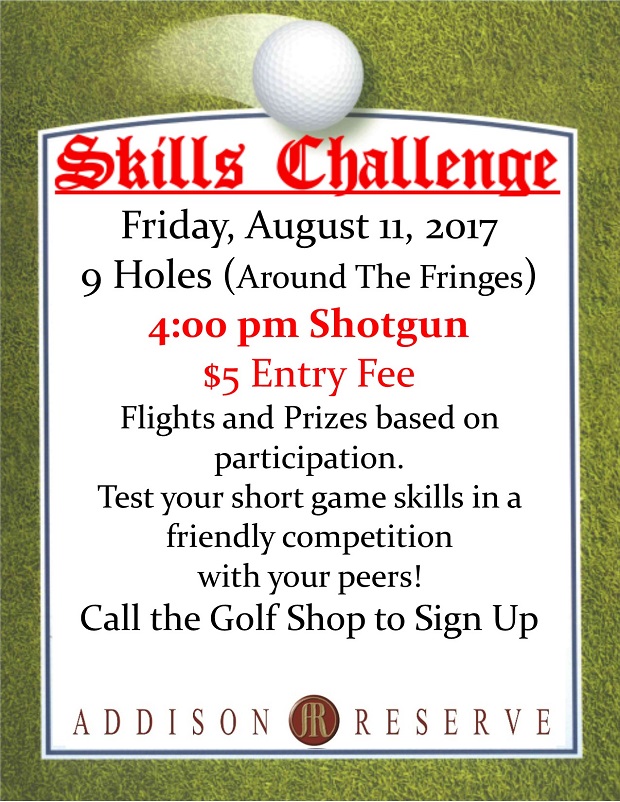 Skills Challenge
Friday, August 11, 2017
9 Holes (Around The Fringes)
4:00 pm Shotgun
$5 Entry Fee
Flights and Prizes based on
participation.
Test your short game skills in a
friendly competition
with your peers!
Call the Golf Shop to Sign Up
ADDISON AR RESERVE